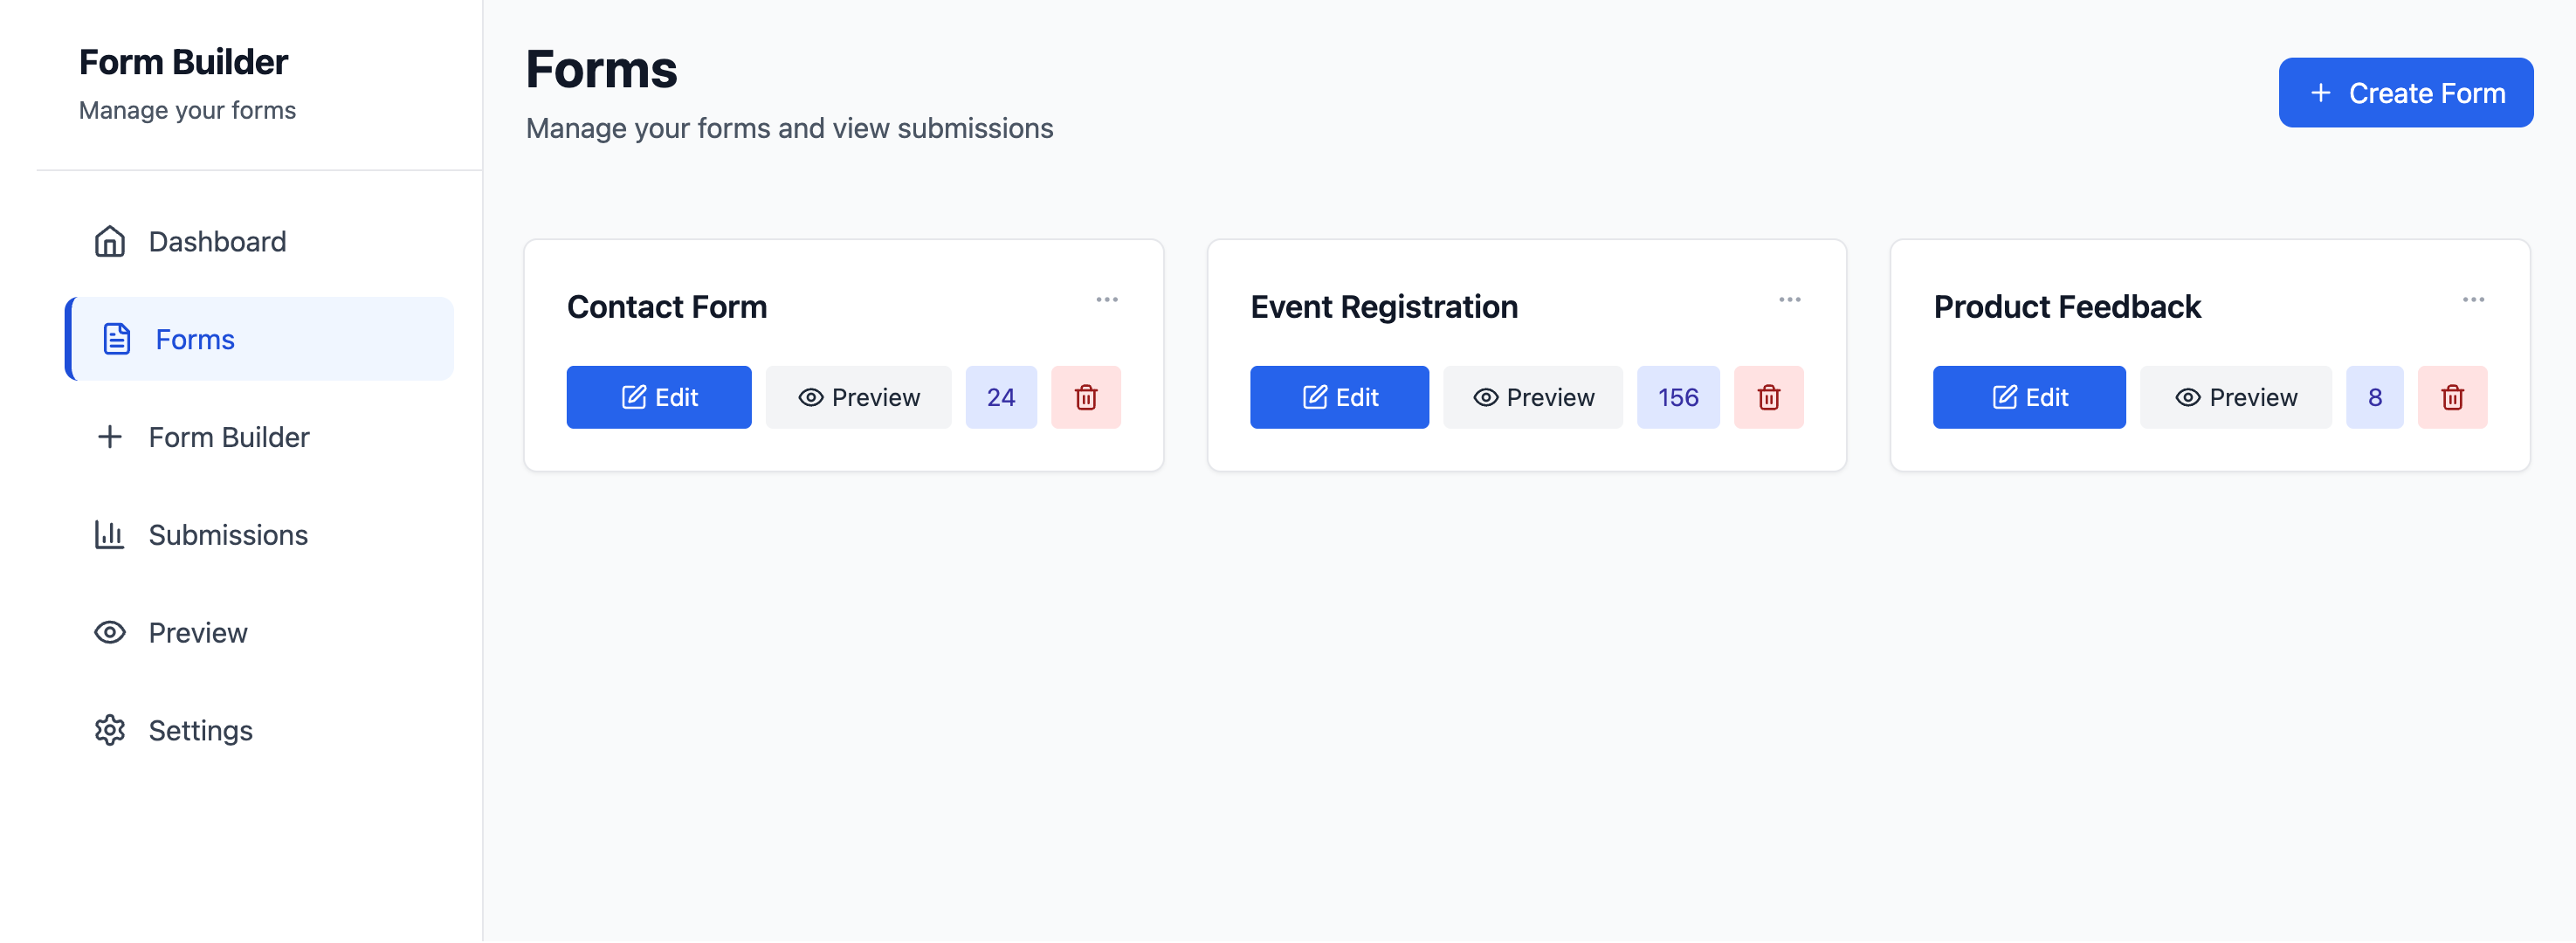 Form Builder
Manage your forms
Dashboard
Forms
Form Builder
Submissions
Preview
Settings
Forms
Manage your forms and view submissions
Create Form
Contact Form
Edit
Preview
24
Event Registration
Edit
Preview
156
Product Feedback
Edit
Preview
8